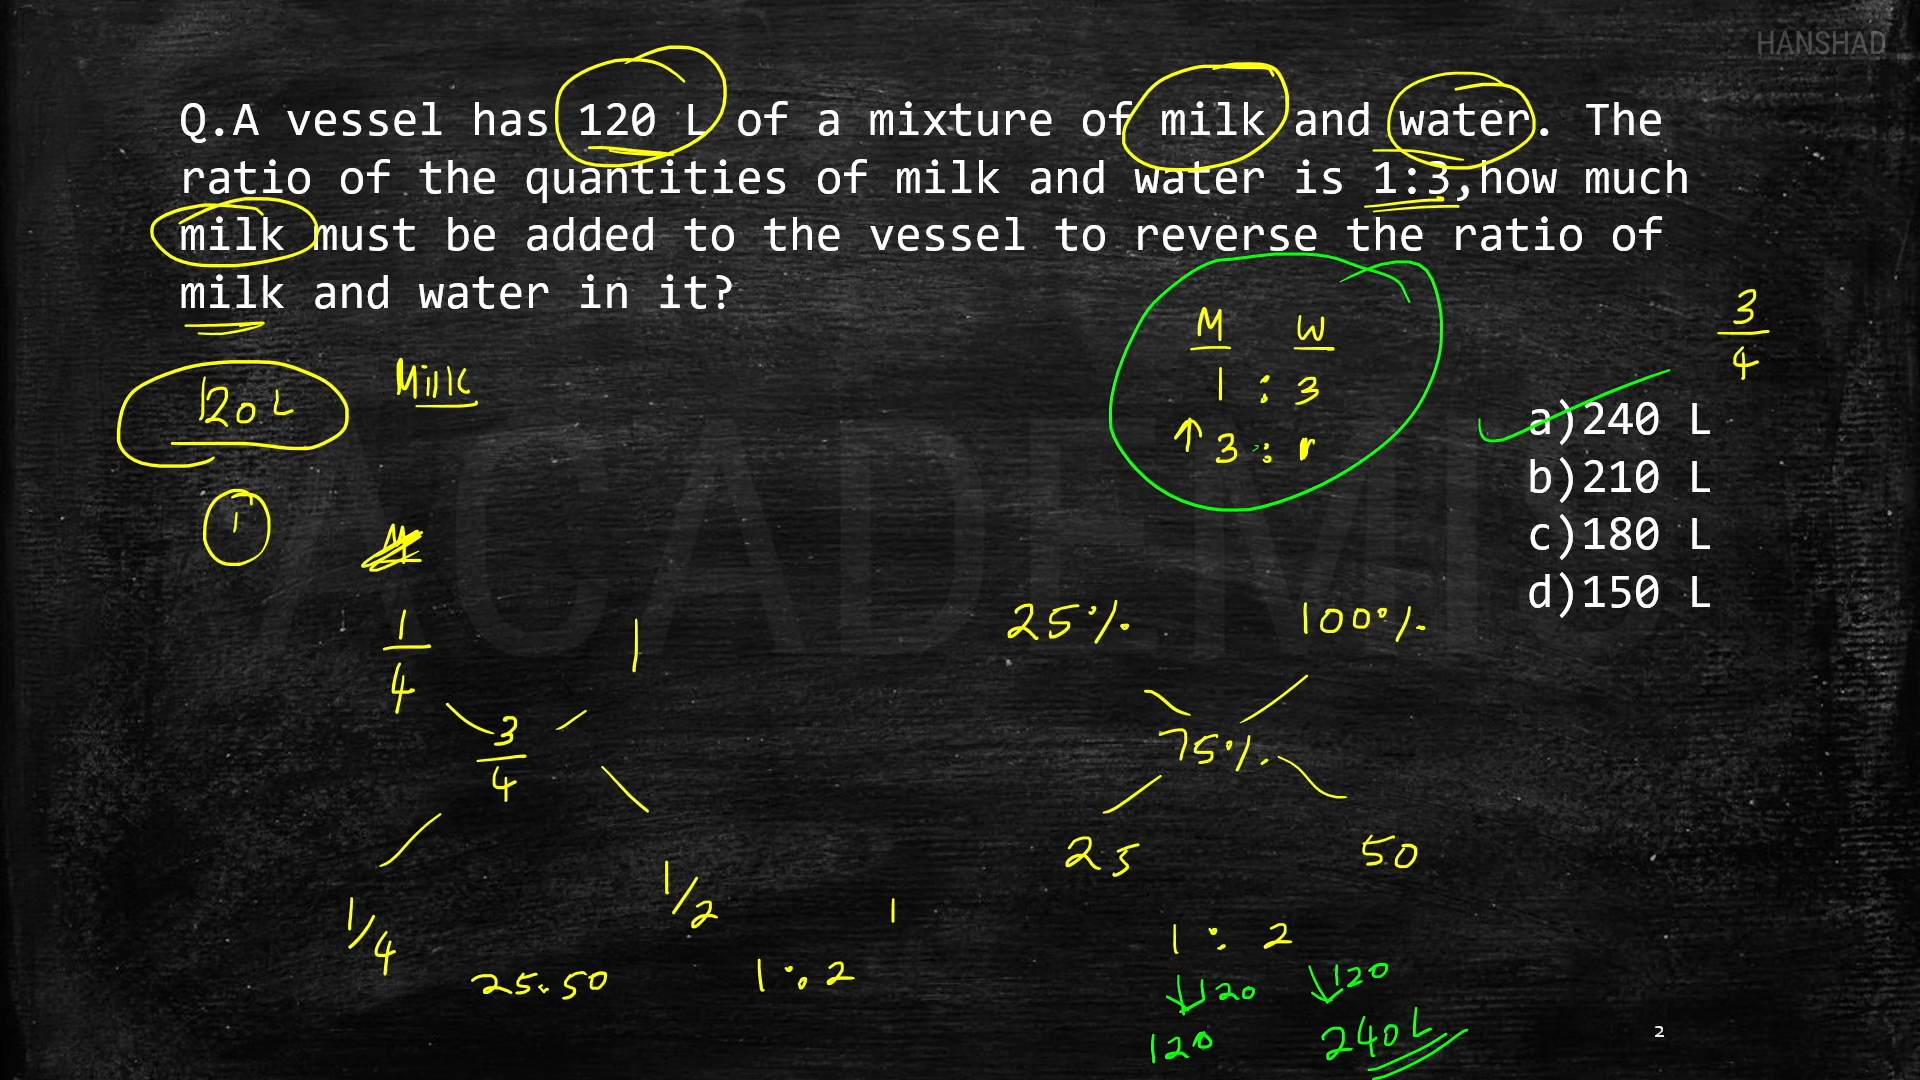 HANSHAD
Q.A vessel has 120 L of a mixture of milk and water. The
ratio of the quantities of milk and water is 1:3,how much
milk must be added to the vessel to reverse the ratio of
milk and water in it?
M W
1 : 3
3 :
3/4
120 L
Milk
1
a)240 L
b)210 L
c)180 L
d)150 L
1/4 1
3/4
1/4 1/2
25:50 1:2
1
25% 100%
75%
25 50
1 : 2
120 120
120 240 L
ACADEMIC
2